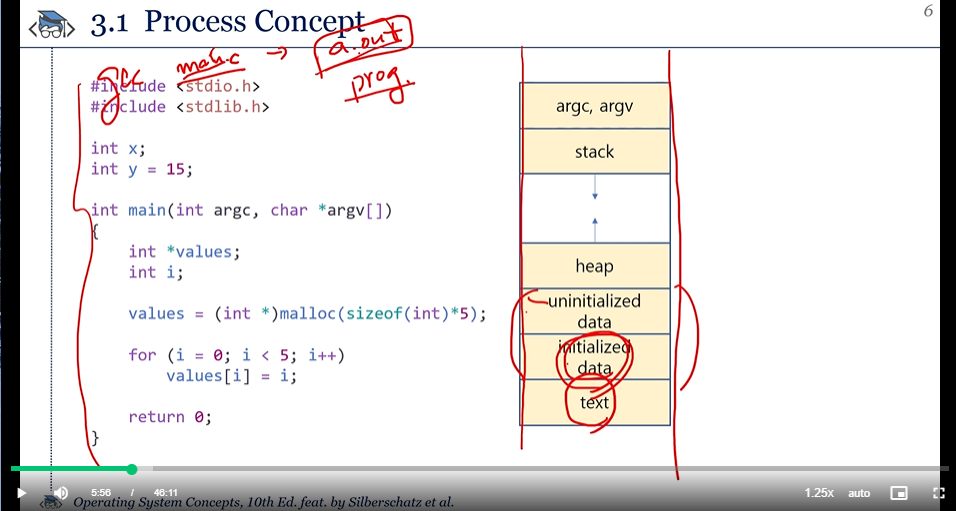 3.1 Process Concept
6
gcc main.c → a.out
prog.
#include <stdio.h>
#include <stdlib.h>
int x;
int y = 15;
int main(int argc, char *argv[])
{
int *values;
int i;
values = (int *)malloc(sizeof(int)*5);
for (i = 0; i < 5; i++)
values[i] = i;
return 0;
}
argc, argv
stack
heap
uninitialized
data
initialized
data
text
5:56 / 46:11
1.25x auto
Operating System Concepts, 10th Ed. feat. by Silberschatz et al.